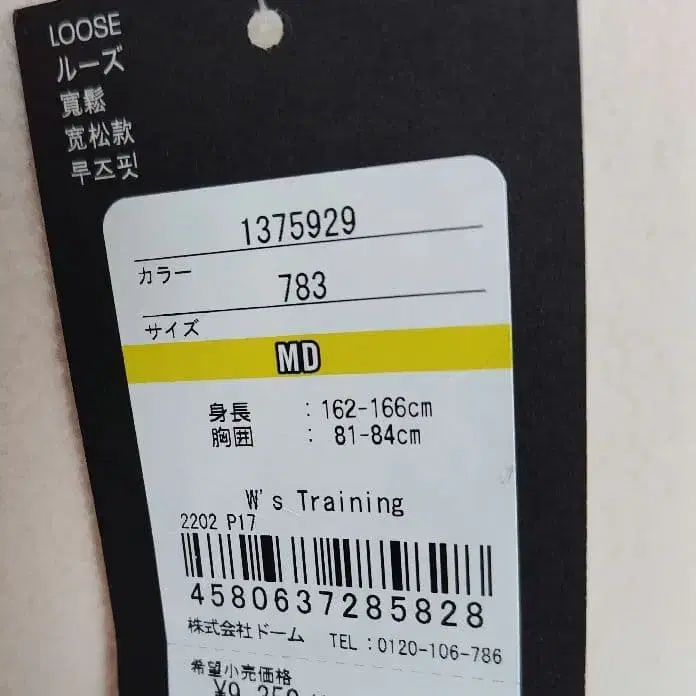 LOOSE
ルーズ
寬鬆
宽松款
루즈핏
1375929
カラー
783
サイズ
MD
身長 : 162-166cm
胸囲 : 81-84cm
W's Training
2202 P17
4580637285828
株式会社ドーム TEL:0120-106-786
希望小売価格